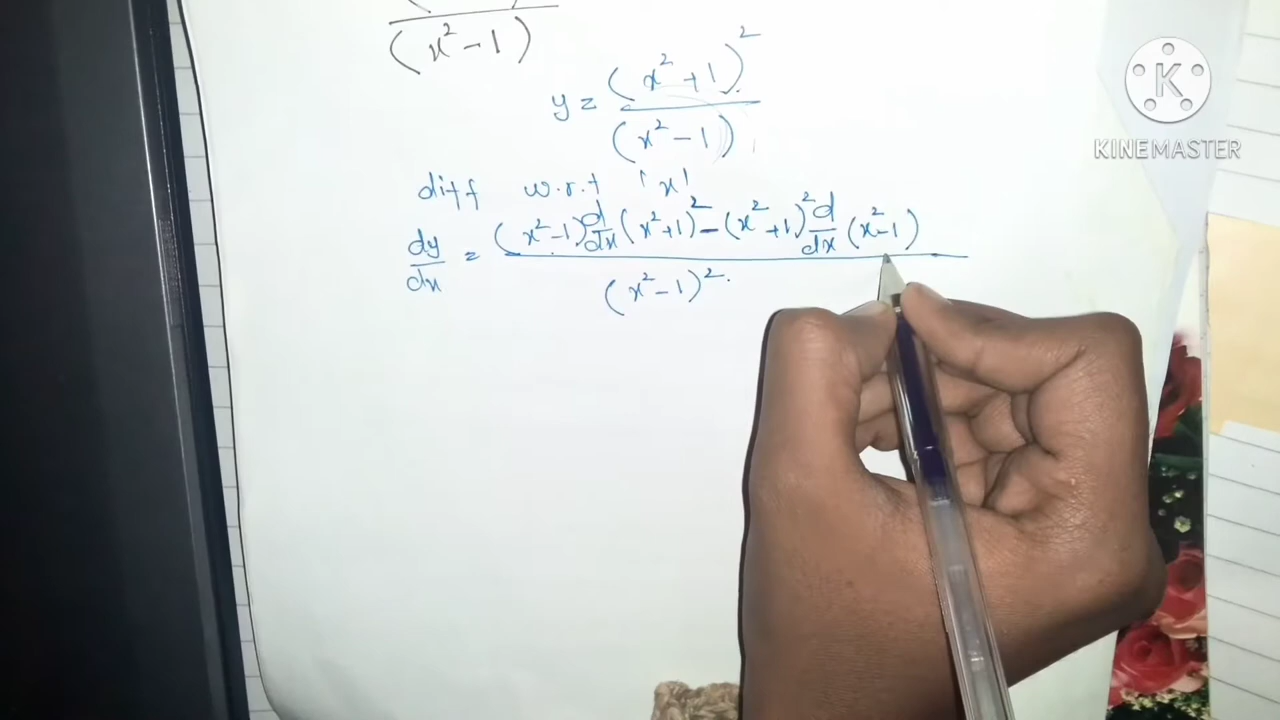 (x²-1)
y = (x²+1)²
(x²-1)
diff w.r.t 'x'
dy/dx = (x²-1) d/dx (x²+1)² - (x²+1)² d/dx (x²-1)
(x²-1)²
K
KINEMASTER